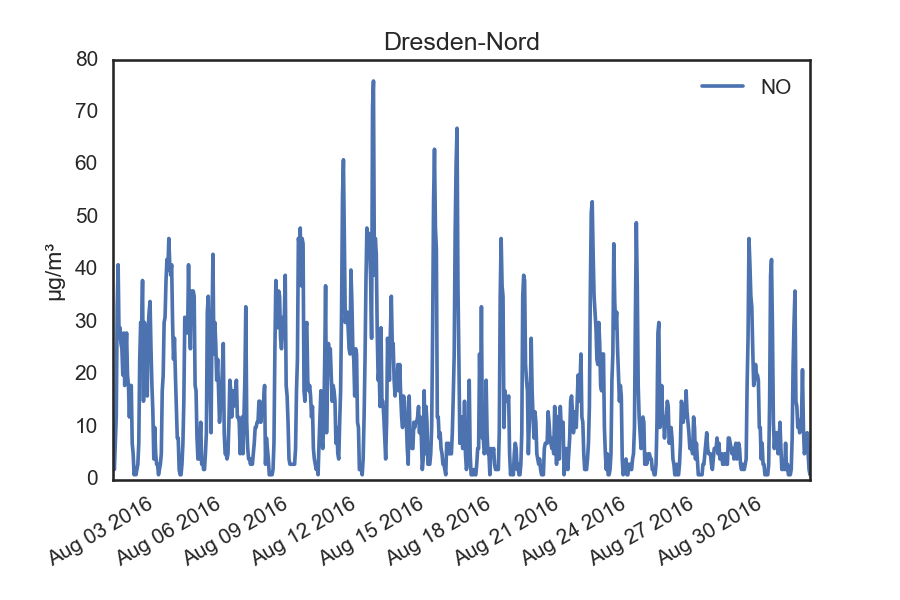 Dresden-Nord
80
70
60
50
40
30
20
10
0
µg/m³
NO
Aug 03 2016
Aug 06 2016
Aug 09 2016
Aug 12 2016
Aug 15 2016
Aug 18 2016
Aug 21 2016
Aug 24 2016
Aug 27 2016
Aug 30 2016